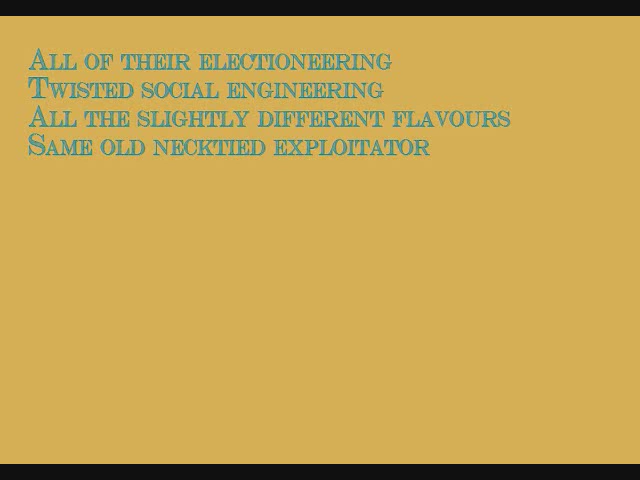 All of their electioneering
Twisted social engineering
All the slightly different flavours
Same old necktied exploitator